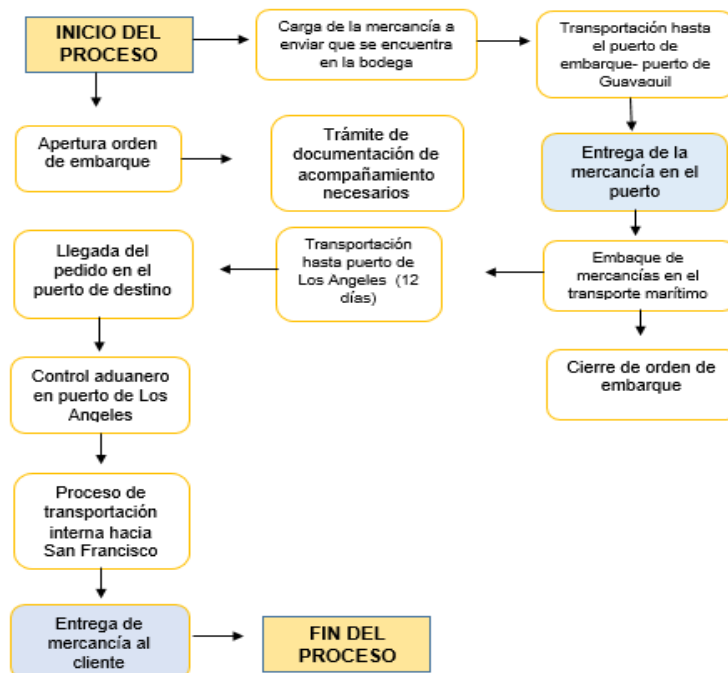 INICIO DEL
PROCESO
Carga de la mercancía a
enviar que se encuentra
en la bodega
Transportación hasta
el puerto de
embarque- puerto de
Guayaquil
Apertura orden
de embarque
Trámite de
documentación de
acompañamiento
necesarios
Entrega de la
mercancía en el
puerto
Llegada del
pedido en el
puerto de destino
Transportación
hasta puerto de
Los Angeles (12
días)
Embaque de
mercancías en el
transporte marítimo
Control aduanero
en puerto de Los
Angeles
Cierre de orden de
embarque
Proceso de
transportación
interna hacia
San Francisco
Entrega de
mercancía al
cliente
FIN DEL
PROCESO